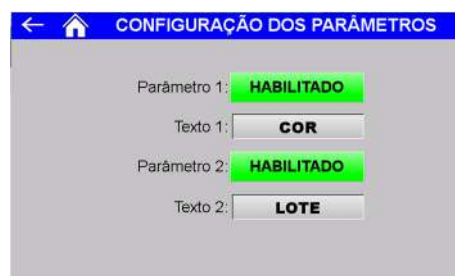 CONFIGURAÇÃO DOS PARÂMETROS
Parâmetro 1: HABILITADO
Texto 1: COR
Parâmetro 2: HABILITADO
Texto 2: LOTE